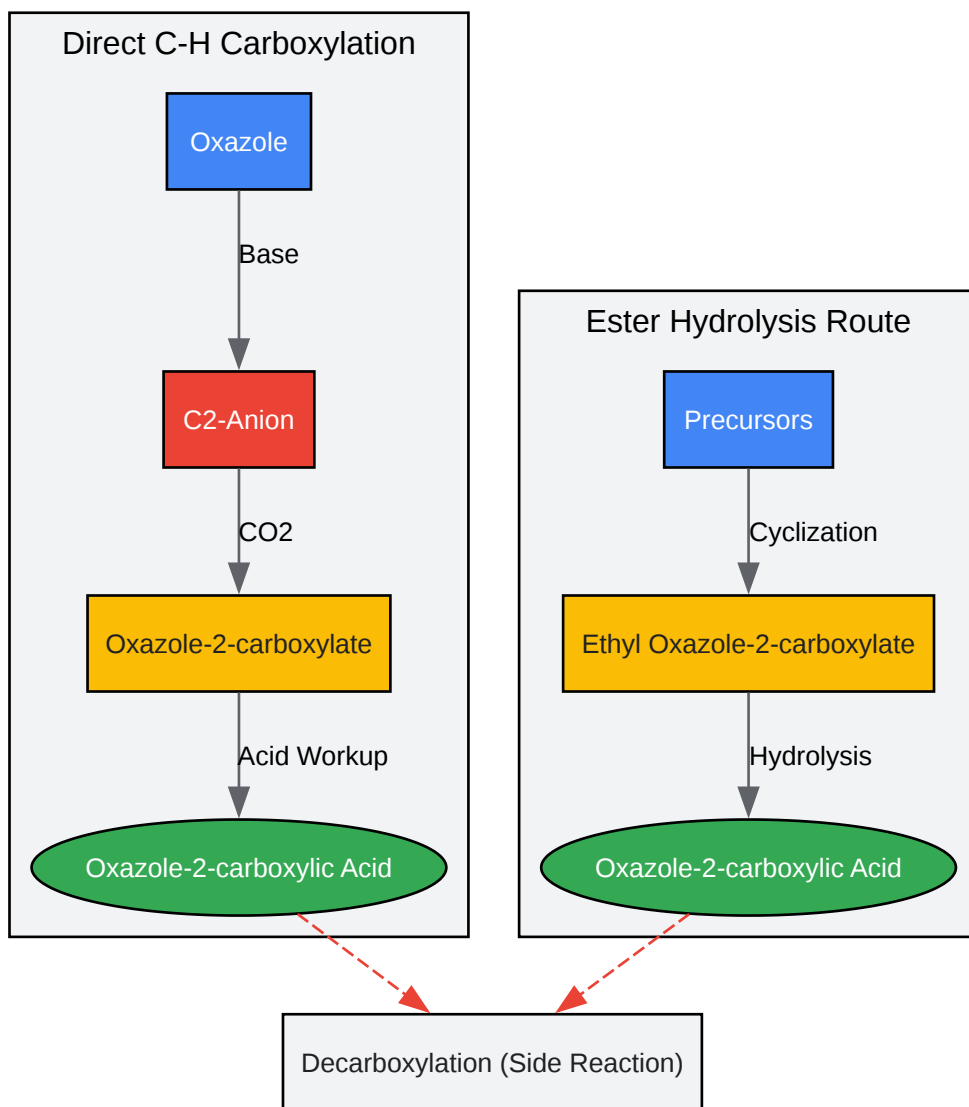 Direct C-H Carboxylation
Oxazole
Base
C2-Anion
CO2
Oxazole-2-carboxylate
Acid Workup
Oxazole-2-carboxylic Acid
Ester Hydrolysis Route
Precursors
Cyclization
Ethyl Oxazole-2-carboxylate
Hydrolysis
Oxazole-2-carboxylic Acid
Decarboxylation (Side Reaction)